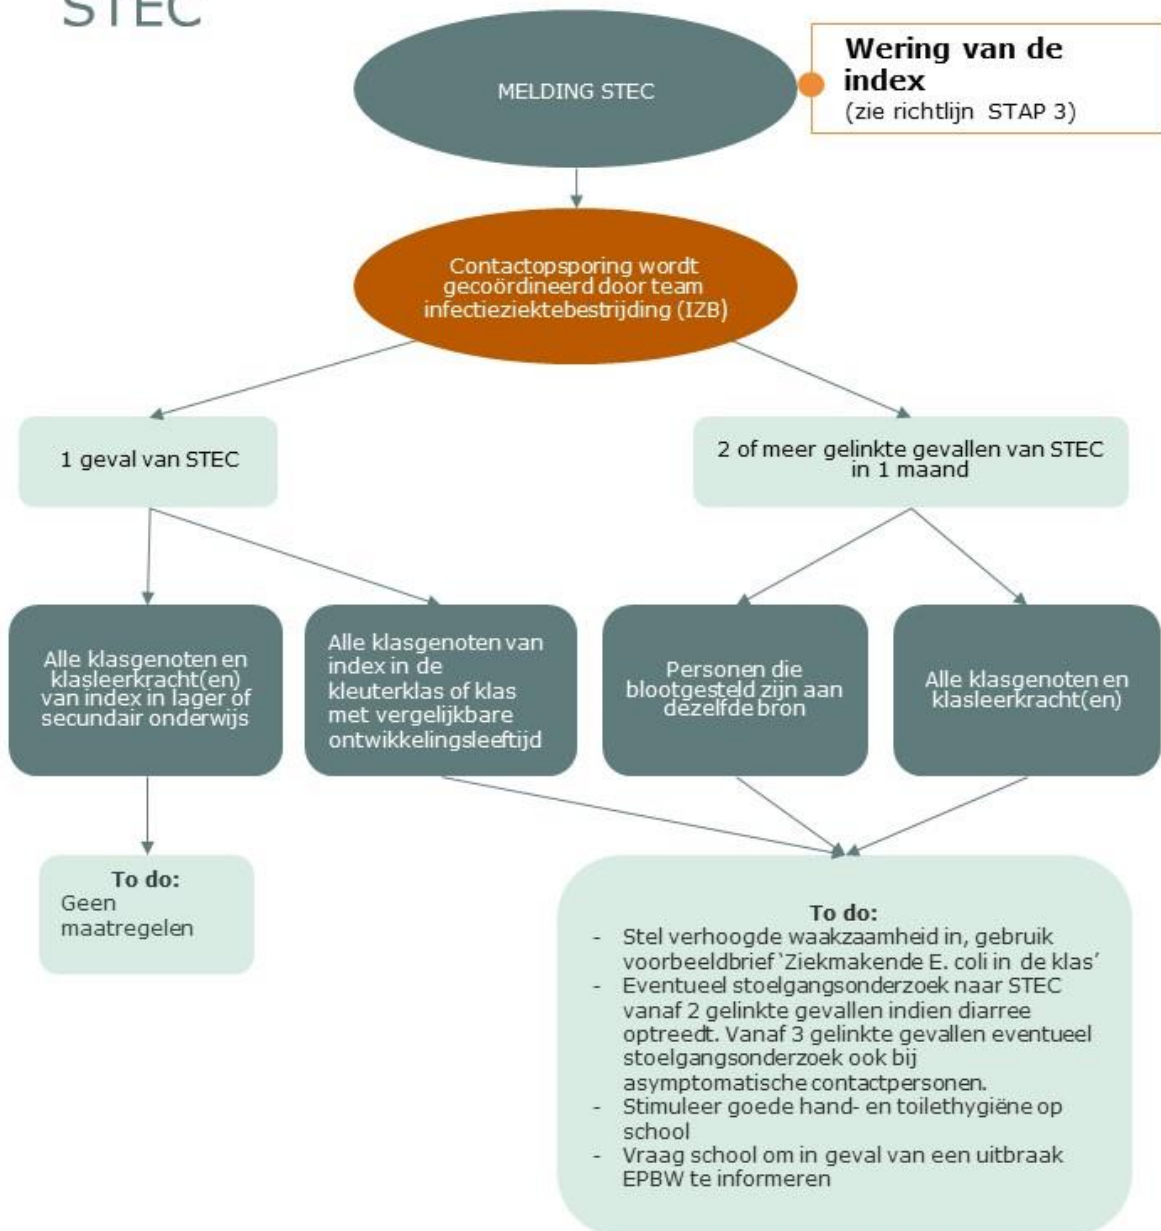 STEC
MELDING STEC
Wering van de
index
(zie richtlijn STAP 3)
Contactopsporing wordt
gecoördineerd door team
infectieziektebestrijding (IZB)
1 geval van STEC
2 of meer gelinkte gevallen van STEC
in 1 maand
Alle klasgenoten en
klasleerkracht(en)
van index in lager of
secundair onderwijs
Alle klasgenoten van
index in de
kleuterklas of klas
met vergelijkbare
ontwikkelingsleeftijd
Personen die
blootgesteld zijn aan
dezelfde bron
Alle klasgenoten en
klasleerkracht(en)
To do:
Geen
maatregelen
To do:
- Stel verhoogde waakzaamheid in, gebruik
voorbeeldbrief ‘Ziekmakende E. coli in de klas’
- Eventueel stoelgangsonderzoek naar STEC
vanaf 2 gelinkte gevallen indien diarree
optreedt. Vanaf 3 gelinkte gevallen eventueel
stoelgangsonderzoek ook bij
asymptomatische contactpersonen.
- Stimuleer goede hand- en toilethygiëne op
school
- Vraag school om in geval van een uitbraak
EPBW te informeren